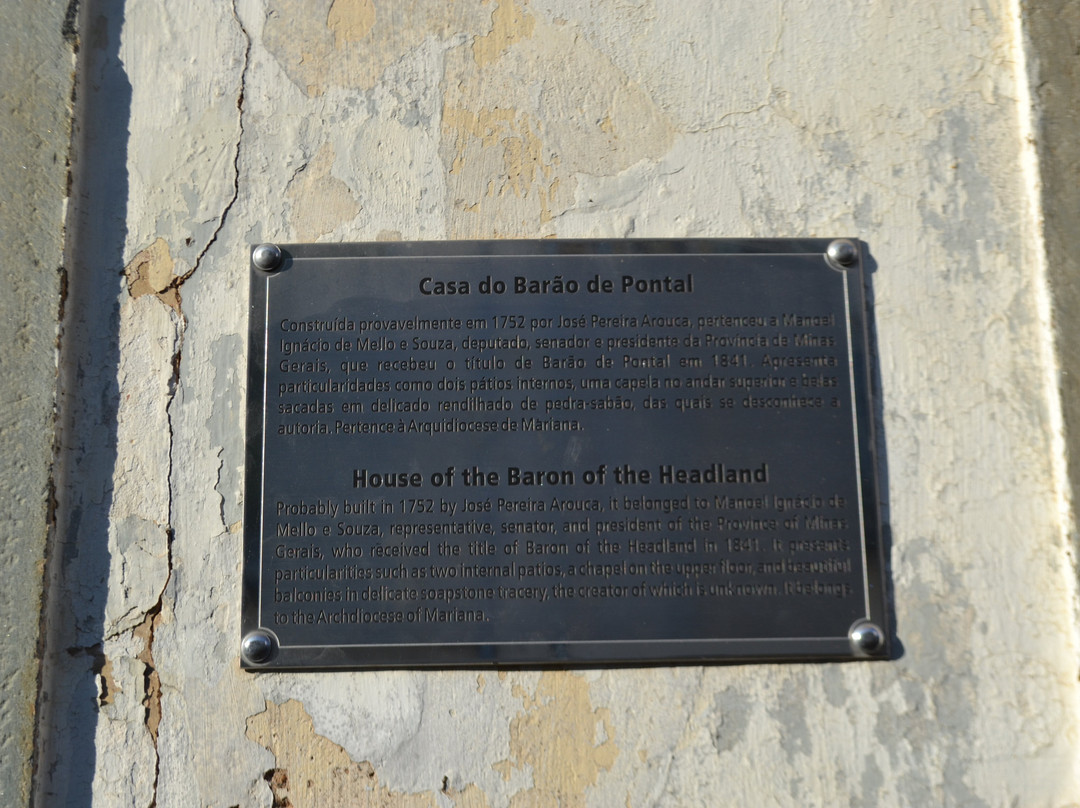 Casa do Barão de Pontal
Construída provavelmente em 1752 por José Pereira Arouca, pertenceu a Manoel
Ignácio de Mello e Souza, deputado, senador e presidente da Província de Minas
Gerais, que recebeu o título de Barão de Pontal em 1841. Apresenta
particularidades como dois pátios internos, uma capela no andar superior e belas
sacadas em delicado rendilhado de pedra-sabão, das quais se desconhece a
autoria. Pertence à Arquidiocese de Mariana.
House of the Baron of the Headland
Probably built in 1752 by José Pereira Arouca, it belonged to Manoel Ignácio de
Mello e Souza, representative, senator, and president of the Province of Minas
Gerais, who received the title of Baron of the Headland in 1841. It presents
particularities such as two internal patios, a chapel on the upper floor, and beautiful
balconies in delicate soapstone tracery, the creator of which is unknown. It belongs
to the Archdiocese of Mariana.